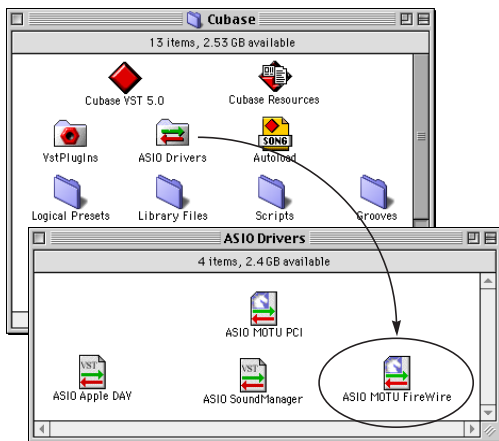 Cubase
13 items, 2.53 GB available
Cubase VST 5.0
Cubase Resources
SONG
VstPlugIns
ASIO Drivers
Autoload
Logical Presets
Library Files
Scripts
Grooves
ASIO Drivers
4 items, 2.4 GB available
ASIO MOTU PCI
VST
VST
ASIO Apple DAV
ASIO SoundManager
ASIO MOTU FireWire